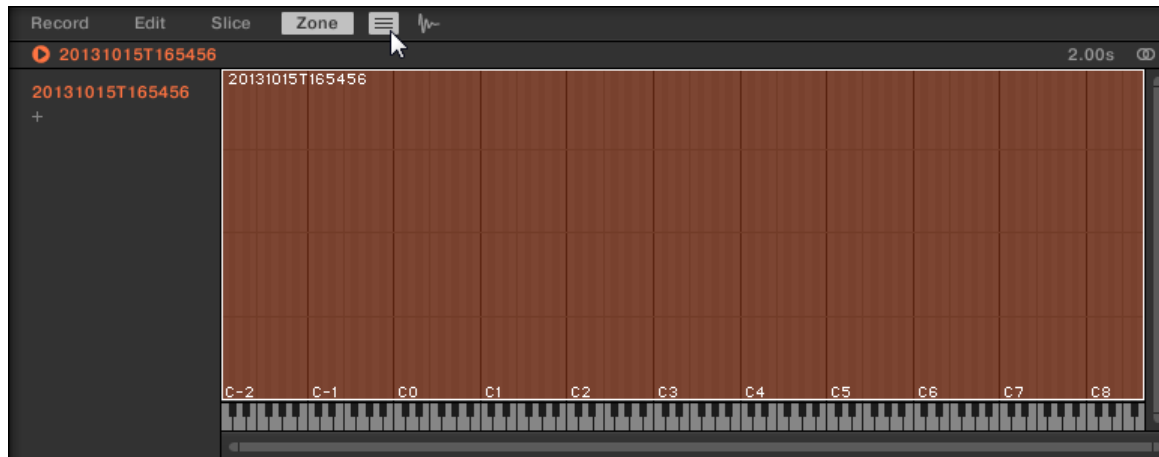 Record Edit Slice Zone
20131015T165456 2.00s
20131015T165456
+
20131015T165456
C-2 C-1 C0 C1 C2 C3 C4 C5 C6 C7 C8